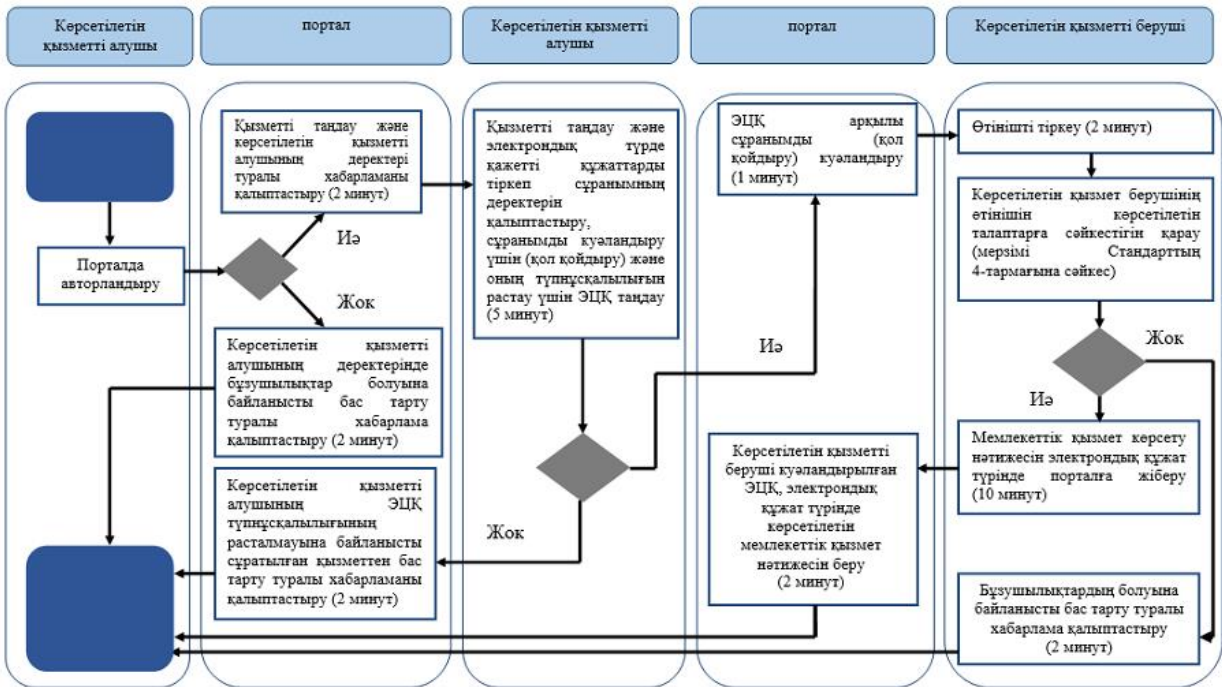 Көрсетілетін
қызметті алушы
портал
Көрсетілетін қызметті
алушы
портал
Көрсетілетін қызметті беруші
Порталда
авторландыру
Қызметті таңдау және
көрсетілетін қызметті
алушының деректері
туралы хабарламаны
қалыптастыру (2 минут)
Иә
Жок
Көрсетілетін қызметті
алушының деректерінде
бұзушылықтар болуына
байланысты бас тарту
туралы хабарлама
қалыптастыру (2 минут)
Көрсетілетін қызметті
алушының ЭЦҚ
түпнұсқалылығының
расталмауына байланысты
сұратылған қызметтен бас
тарту туралы хабарламаны
қалыптастыру (2 минут)
Қызметті таңдау және
электрондық түрде
қажетті құжаттарды
тіркеп сұранымның
деректерін
қалыптастыру,
сұранымды куәландыру
үшін (қол қойдыру) және
оның түпнұсқалылығын
растау үшін ЭЦҚ таңдау
(5 минут)
Иә
Жок
ЭЦҚ арқылы
сұранымды (қол
қойдыру) куәландыру
(1 минут)
Көрсетілетін қызметті
беруші куәландырылған
ЭЦҚ, электрондық
құжат түрінде
көрсетілетін
мемлекеттік қызмет
нәтижесін беру
(2 минут)
Өтінішті тіркеу (2 минут)
Көрсетілетін қызмет берушінің
өтінішін көрсетілетін
талаптарға сәйкестігін қарау
(мерзімі Стандарттың
4-тармағына сәйкес)
Жок
Иә
Мемлекеттік қызмет көрсету
нәтижесін электрондық құжат
түрінде порталға жіберу
(10 минут)
Бұзушылықтардың болуына
байланысты бас тарту туралы
хабарлама қалыптастыру
(2 минут)